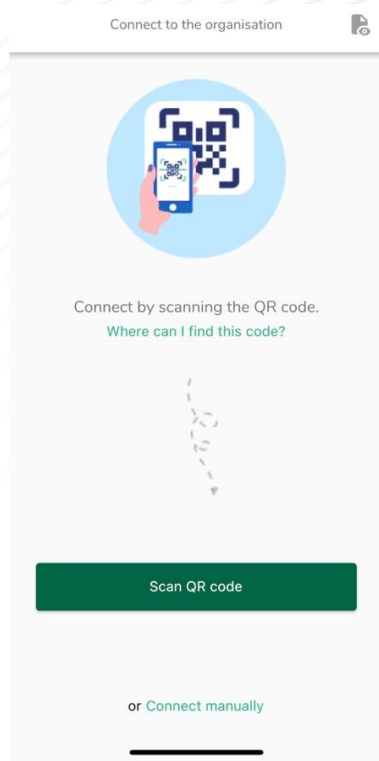 Connect to the organisation
Connect by scanning the QR code.
Where can I find this code?
Scan QR code
or Connect manually